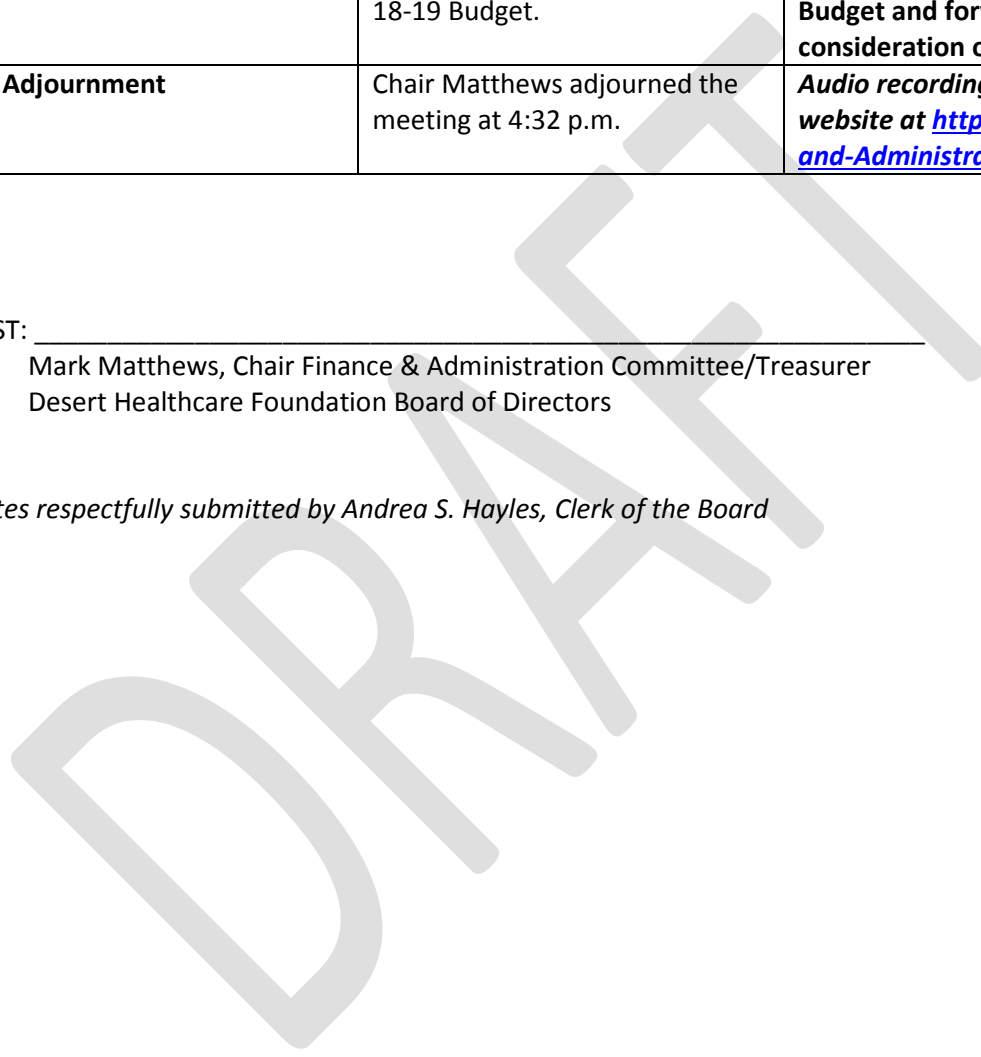 18-19 Budget.
Budget and for
consideration
Adjournment
Chair Matthews adjourned the
meeting at 4:32 p.m.
Audio recording
website at http
and-Administra
ST: ______________________________________________________________
Mark Matthews, Chair Finance & Administration Committee/Treasurer
Desert Healthcare Foundation Board of Directors
tes respectfully submitted by Andrea S. Hayles, Clerk of the Board
DRAFT